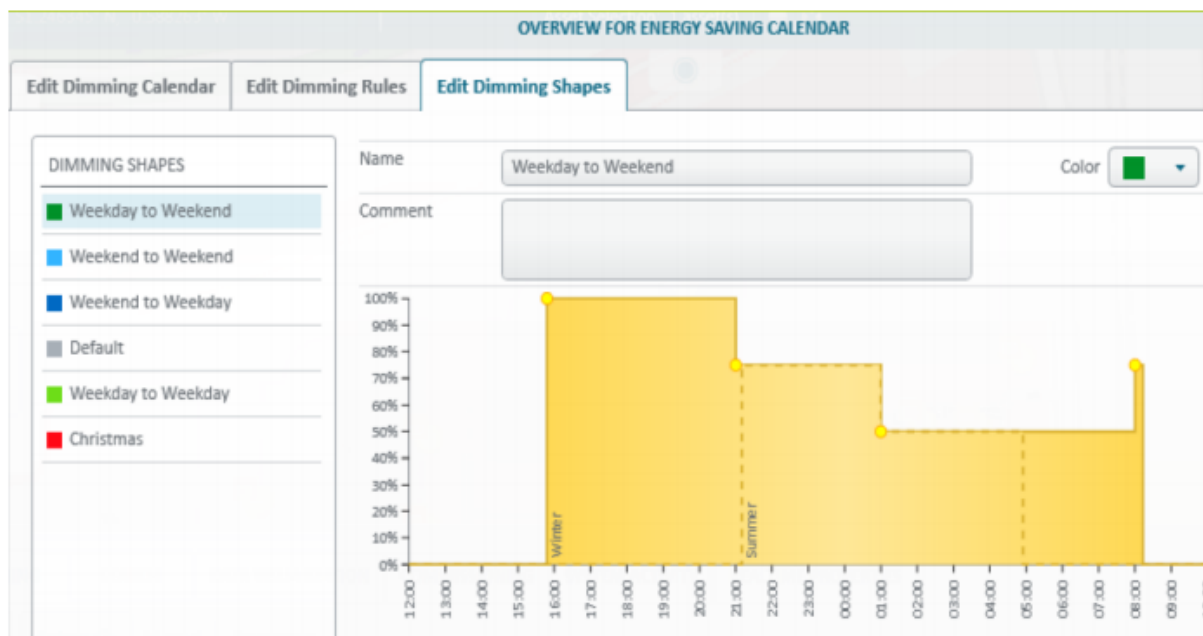 OVERVIEW FOR ENERGY SAVING CALENDAR
Edit Dimming Calendar
Edit Dimming Rules
Edit Dimming Shapes
DIMMING SHAPES
Weekday to Weekend
Weekend to Weekend
Weekend to Weekday
Default
Weekday to Weekday
Christmas
Name
Weekday to Weekend
Color
Comment
100%
90%
80%
70%
60%
50%
40%
30%
20%
10%
0%
Winter
Summer
12:00
13:00
14:00
15:00
16:00
17:00
18:00
19:00
20:00
21:00
22:00
23:00
00:00
01:00
02:00
03:00
04:00
05:00
06:00
07:00
08:00
09:00